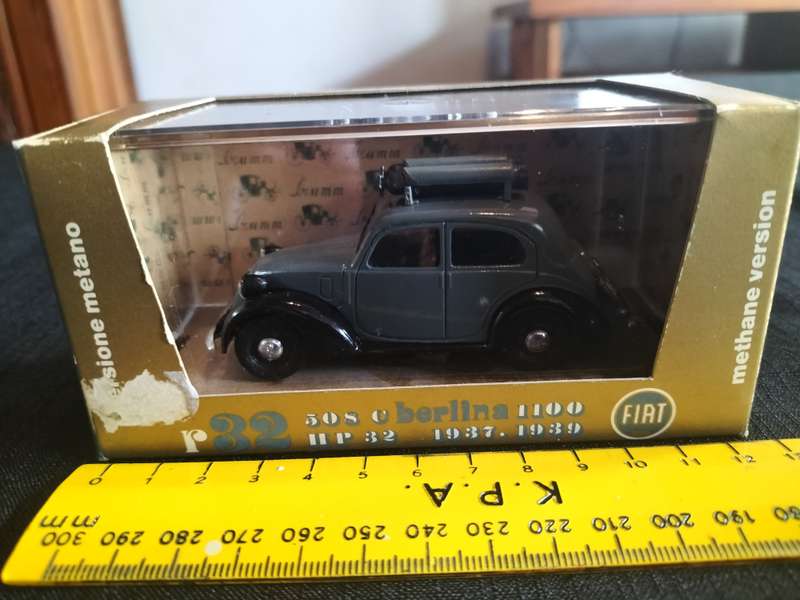 rsione metano
methane version
r32 508 C berlina 1100
HP 32 1937.1939
FIAT
0 1 2 3 4 5 6 7 8 9 10 11 12 13
K.P.A.
mm
300 290 280 270 260 250 240 230 220 210 200 190 180